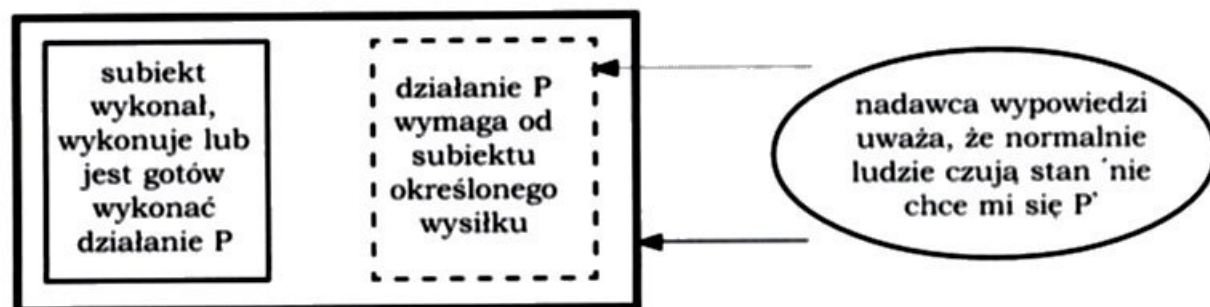 subiekt
wykonał,
wykonuje lub
jest gotów
wykonać
działanie P
działanie P
wymaga od
subiektu
określonego
wysiłku
nadawca wypowiedzi
uważa, że normalnie
ludzie czują stan 'nie
chce mi się P'